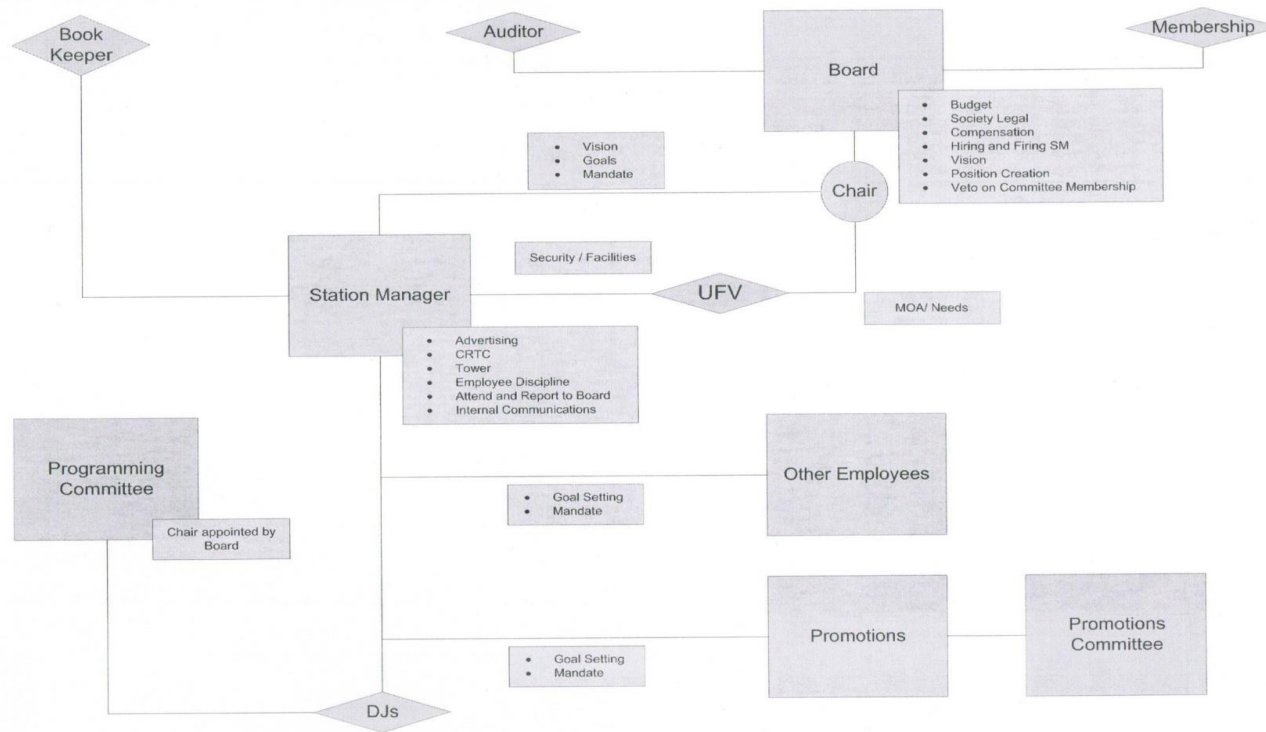 Book
Keeper
Auditor
Board
Membership
• Budget
• Society Legal
• Compensation
• Hiring and Firing SM
• Vision
• Position Creation
• Veto on Committee Membership
• Vision
• Goals
• Mandate
Chair
Security / Facilities
Station Manager
UFV
MOA/ Needs
• Advertising
• CRTC
• Tower
• Employee Discipline
• Attend and Report to Board
• Internal Communications
Programming
Committee
Chair appointed by
Board
Other Employees
• Goal Setting
• Mandate
Promotions
Promotions
Committee
• Goal Setting
• Mandate
DJs